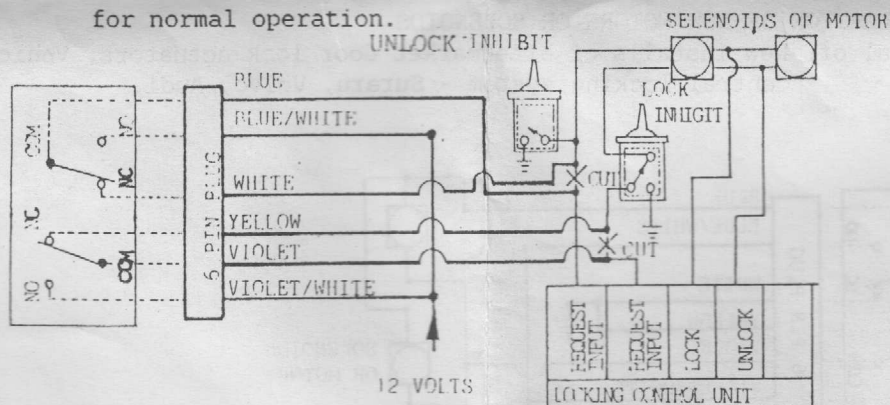 for normal operation.
SELENOIDS OR MOTOR
UNLOCK INHIBIT
LOCK
INHIGIT
BLUE
BLUE/WHITE
WHITE
YELLOW
VIOLET
VIOLET/WHITE
6 PIN PLUG
COM
NC
NC
COM
NO
CUT
CUT
12 VOLTS
REQUEST
INPUT
REQUEST
INPUT
LOCK
UNLOCK
LOCKING CONTROL UNIT